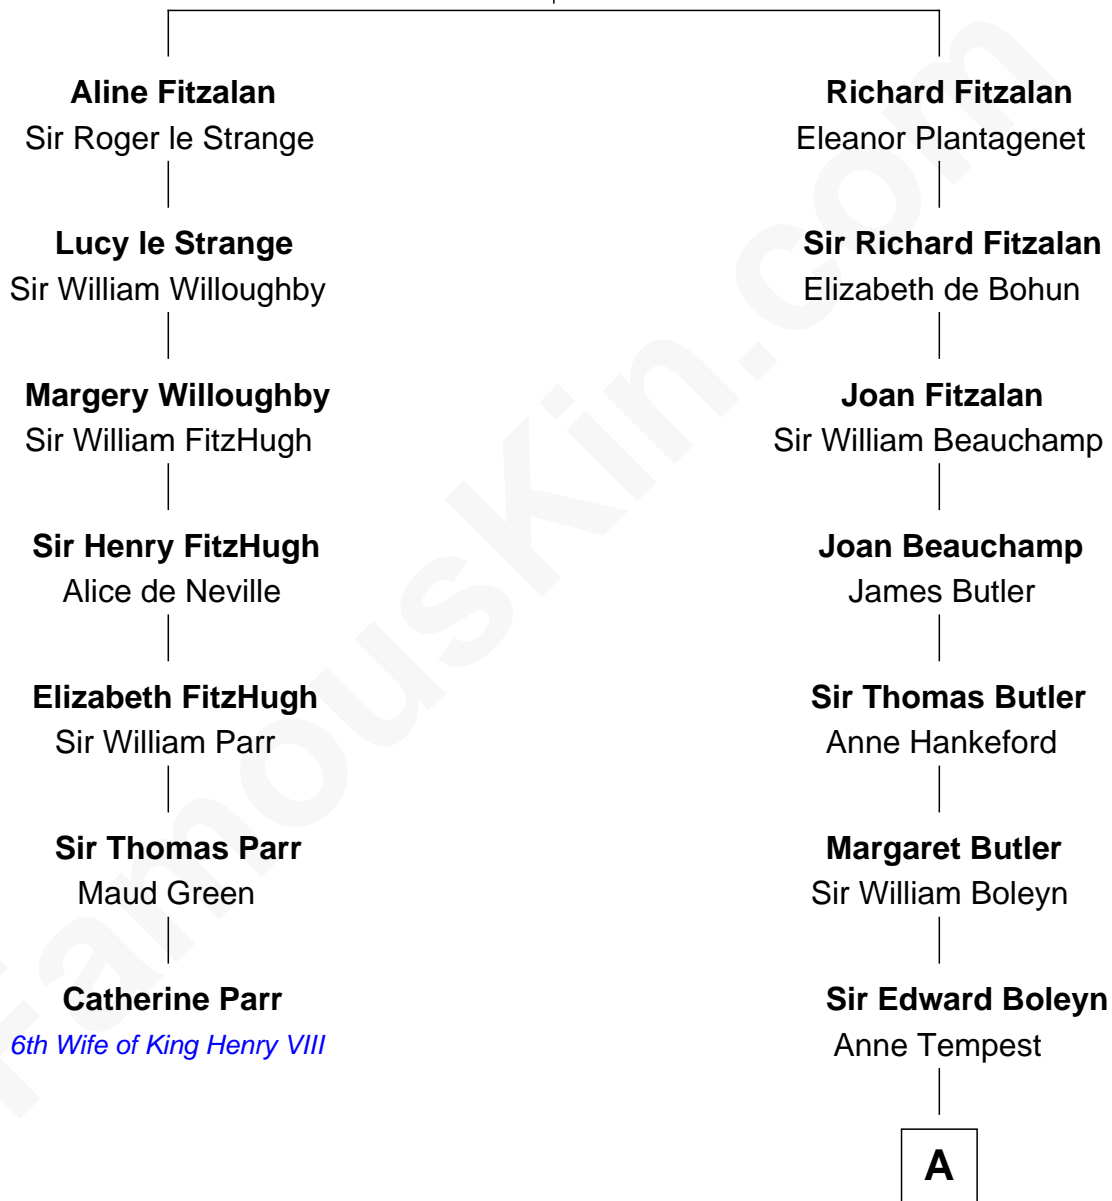 Aline Fitzalan
Sir Roger le Strange
Lucy le Strange
Sir William Willoughby
Margery Willoughby
Sir William FitzHugh
Sir Henry FitzHugh
Alice de Neville
Elizabeth FitzHugh
Sir William Parr
Sir Thomas Parr
Maud Green
Catherine Parr
6th Wife of King Henry VIII
Richard Fitzalan
Eleanor Plantagenet
Sir Richard Fitzalan
Elizabeth de Bohun
Joan Fitzalan
Sir William Beauchamp
Joan Beauchamp
James Butler
Sir Thomas Butler
Anne Hankeford
Margaret Butler
Sir William Boleyn
Sir Edward Boleyn
Anne Tempest
A
FamousKin.com